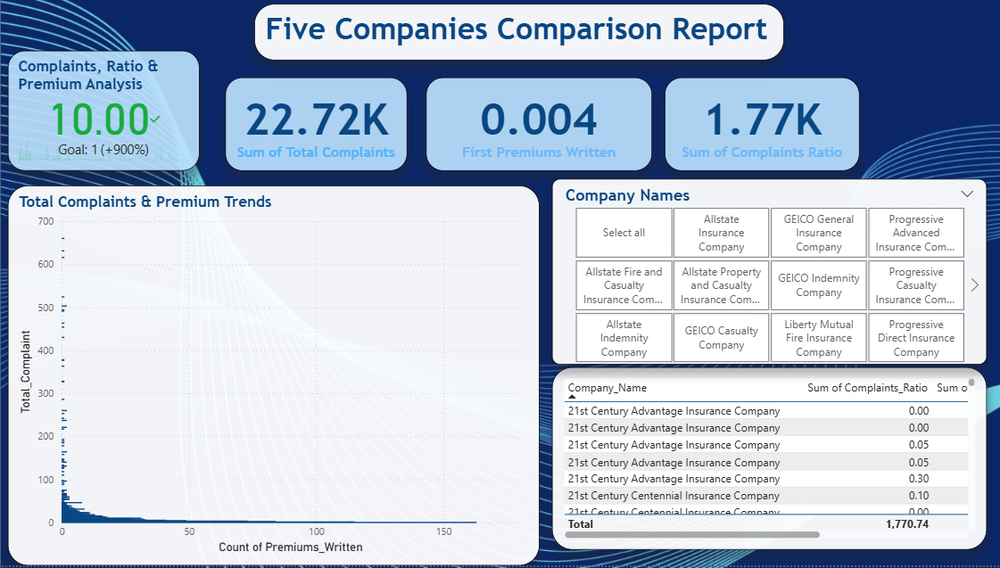 Five Companies Comparison Report
Complaints, Ratio &
Premium Analysis
10.00
Goal: 1 (+900%)
22.72K
Sum of Total Complaints
0.004
First Premiums Written
1.77K
Sum of Complaints Ratio
Total Complaints & Premium Trends
Total_Complaint
700
600
500
400
300
200
100
0
0
50
100
150
Count of Premiums_Written
Company Names
Select all
Allstate
Insurance
Company
GEICO General
Insurance
Company
Progressive
Advanced
Insurance Com...
Allstate Fire and
Casualty
Insurance Com...
Allstate Property
and Casualty
Insurance Com...
GEICO Indemnity
Company
Progressive
Casualty
Insurance Com...
Allstate
Indemnity
Company
GEICO Casualty
Company
Liberty Mutual
Fire Insurance
Company
Progressive
Direct Insurance
Company
Company_Name Sum of Complaints_Ratio Sum o
21st Century Advantage Insurance Company 0.00
21st Century Advantage Insurance Company 0.00
21st Century Advantage Insurance Company 0.05
21st Century Advantage Insurance Company 0.05
21st Century Advantage Insurance Company 0.30
21st Century Centennial Insurance Company 0.10
21st Century Centennial Insurance Company 0.00
Total 1,770.74